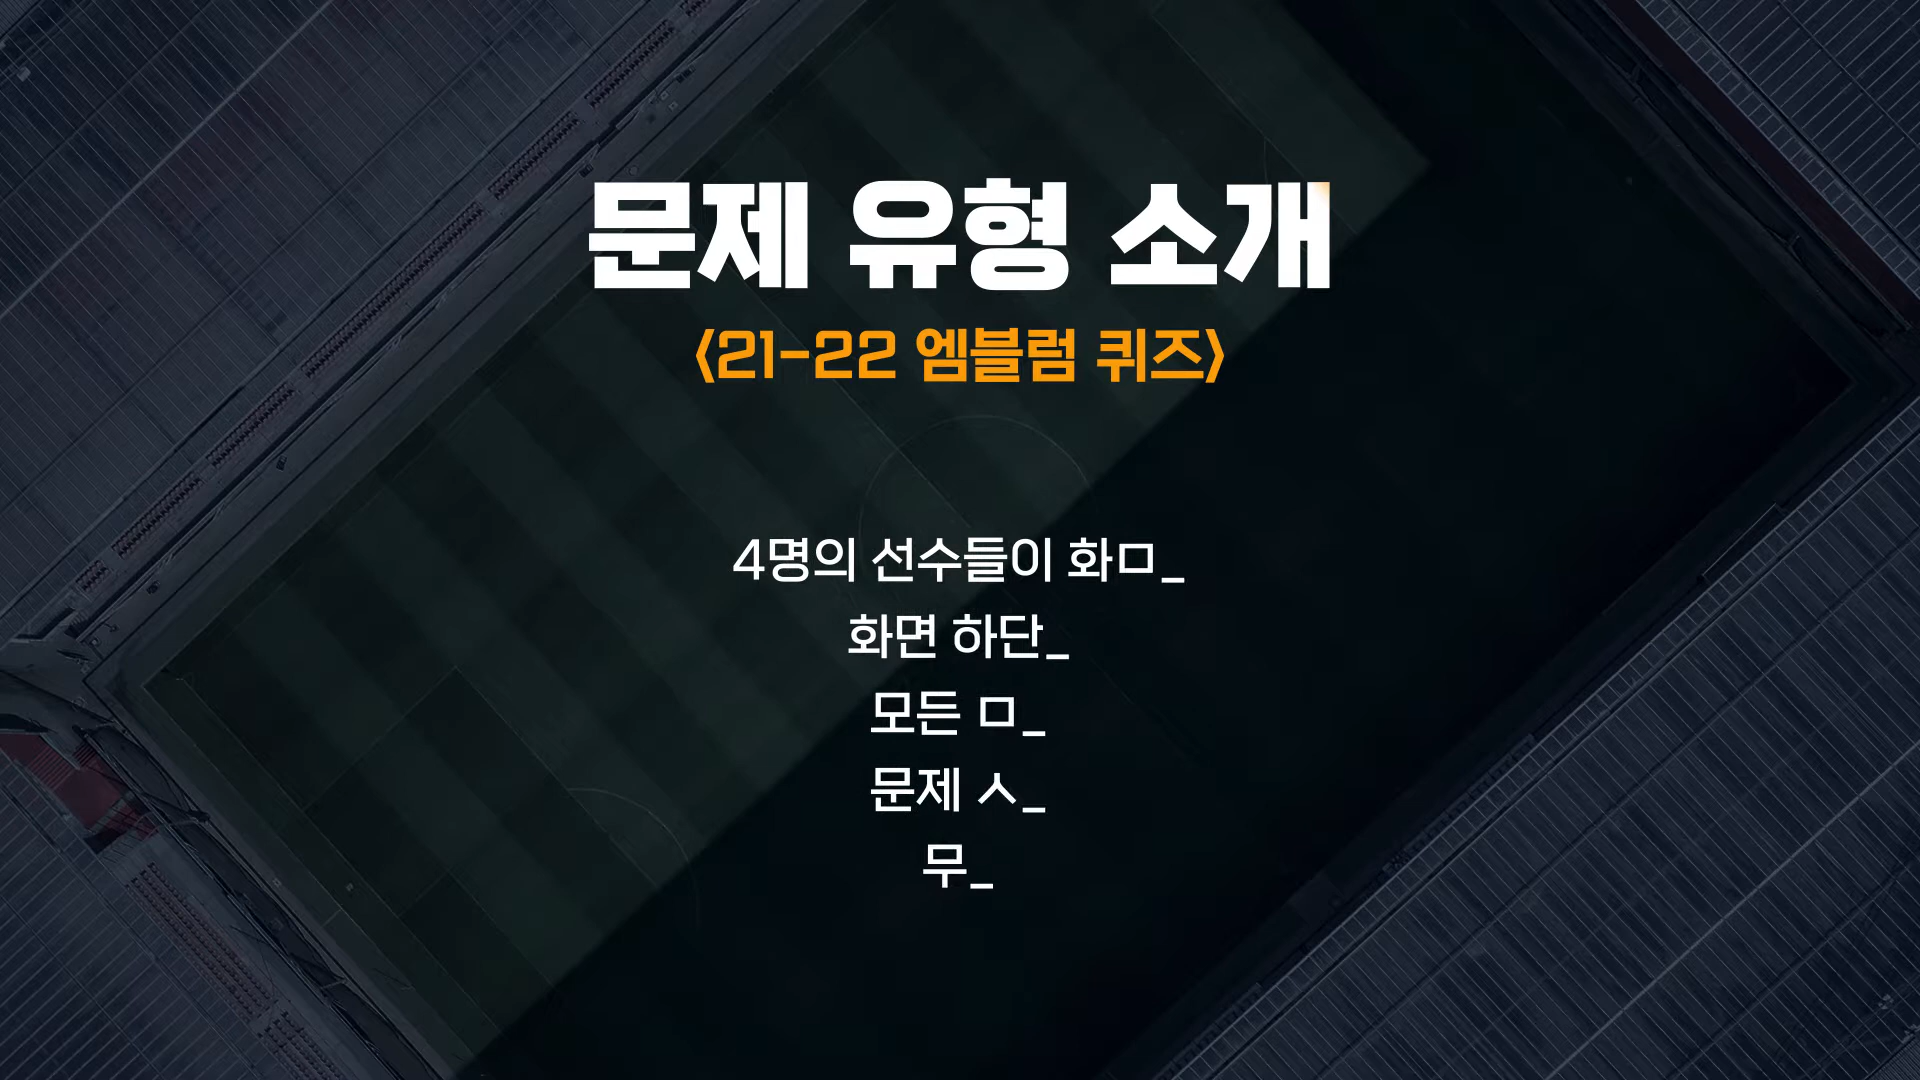 문제 유형 소개
<21-22 엠블럼 퀴즈>
4명의 선수들이 화ㅁ_
화면 하단_
모든 ㅁ_
문제 ㅅ_
무_